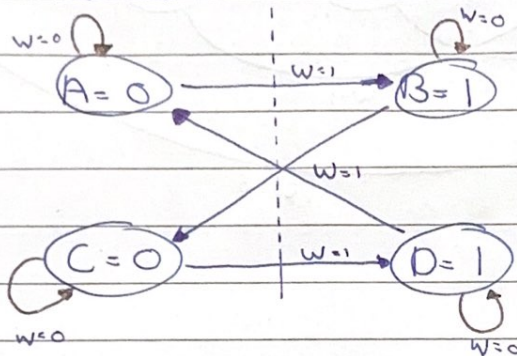 W=0
W=0
W=1
A = 0
B = 1
W=1
C = 0
W=1
D = 1
W=0
W=0